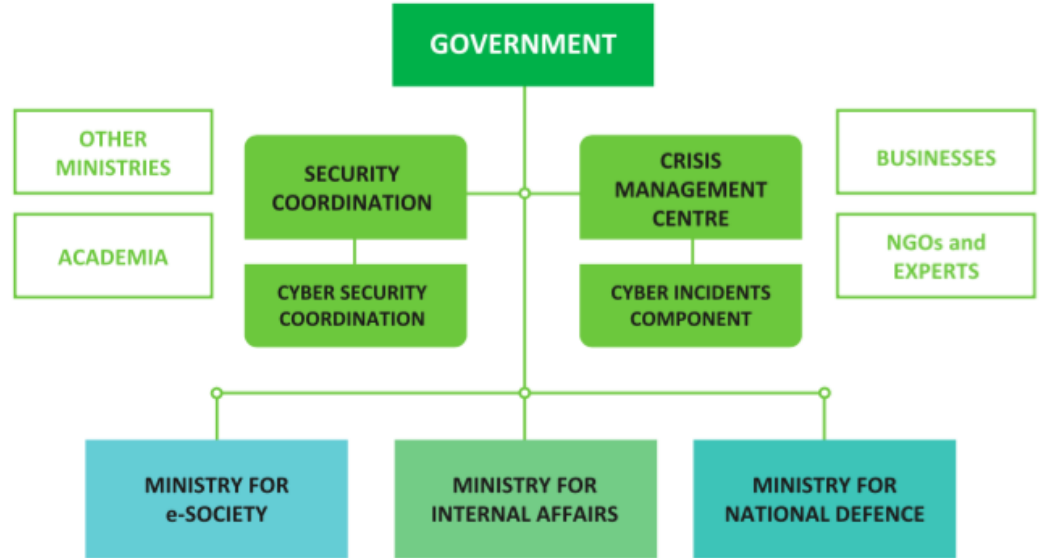 GOVERNMENT
OTHER
MINISTRIES
ACADEMIA
SECURITY
COORDINATION
CYBER SECURITY
COORDINATION
CRISIS
MANAGEMENT
CENTRE
CYBER INCIDENTS
COMPONENT
BUSINESSES
NGOs and
EXPERTS
MINISTRY FOR
e-SOCIETY
MINISTRY FOR
INTERNAL AFFAIRS
MINISTRY FOR
NATIONAL DEFENCE